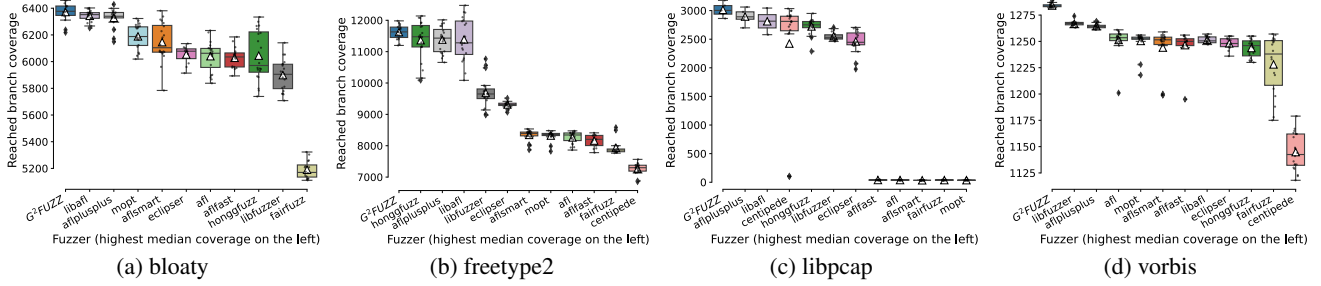 Reached branch coverage
6400
6200
6000
5800
5600
5400
5200
G²FUZZ
libafl
aflplusplus
mopt
aflsmart
eclipser
afl
aflfast
honggfuzz
libfuzzer
fairfuzz
Fuzzer (highest median coverage on the left)
(a) bloaty
Reached branch coverage
12000
11000
10000
9000
8000
7000
G²FUZZ
honggfuzz
aflplusplus
libafl
libfuzzer
eclipser
aflsmart
mopt
afl
aflfast
fairfuzz
centipede
Fuzzer (highest median coverage on the left)
(b) freetype2
Reached branch coverage
3000
2500
2000
1500
1000
500
0
G²FUZZ
aflplusplus
libafl
centipede
honggfuzz
libfuzzer
eclipser
aflfast
afl
aflsmart
fairfuzz
mopt
Fuzzer (highest median coverage on the left)
(c) libpcap
Reached branch coverage
1275
1250
1225
1200
1175
1150
1125
G²FUZZ
libfuzzer
aflplusplus
afl
mopt
aflsmart
aflfast
libafl
eclipser
honggfuzz
fairfuzz
centipede
Fuzzer (highest median coverage on the left)
(d) vorbis